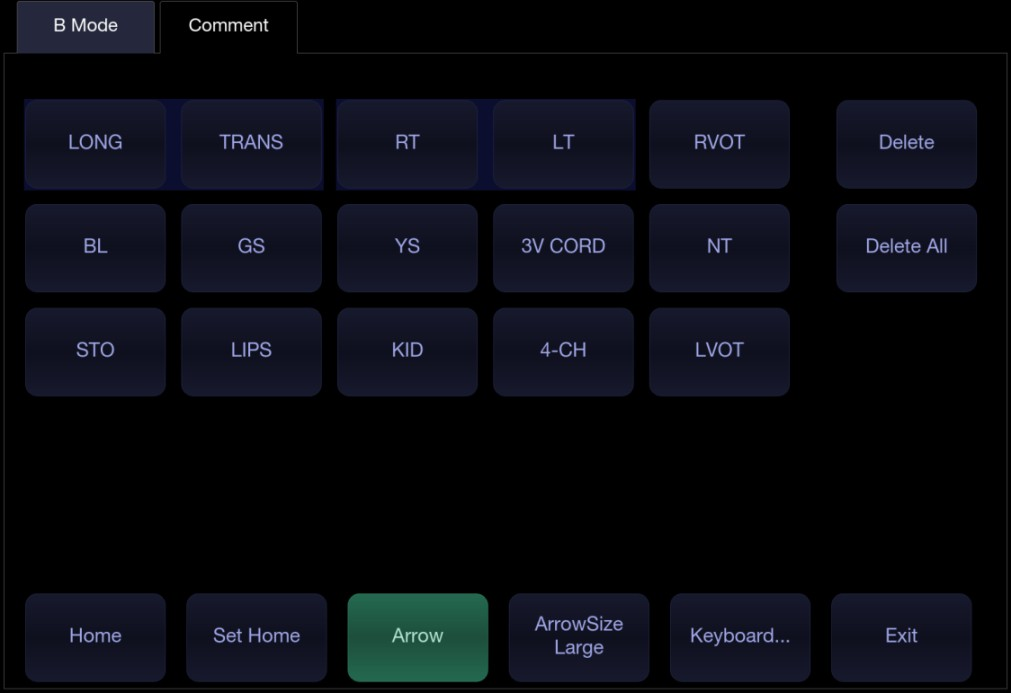 B Mode
Comment
LONG
TRANS
RT
LT
RVOT
Delete
BL
GS
YS
3V CORD
NT
Delete All
STO
LIPS
KID
4-CH
LVOT
Home
Set Home
Arrow
ArrowSize
Large
Keyboard...
Exit